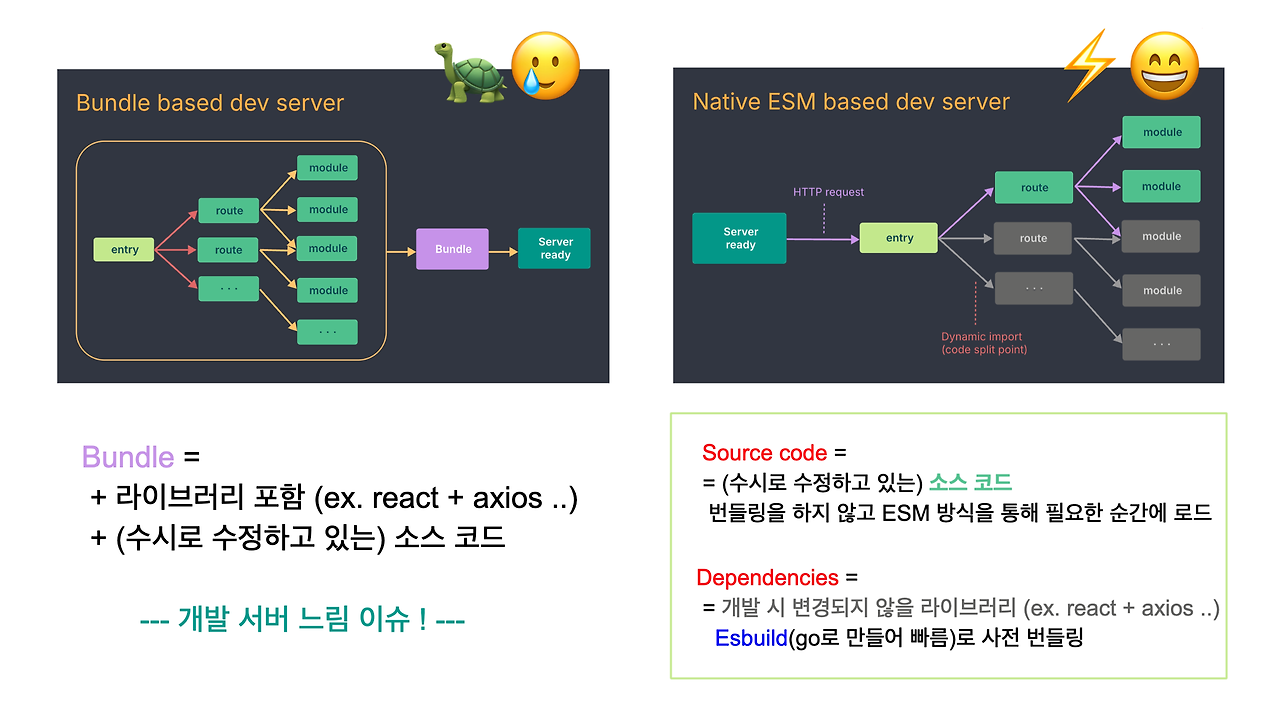 Bundle based dev server
entry
route
route
. . .
module
module
module
module
. . .
Bundle
Server
ready
Native ESM based dev server
Server
ready
HTTP request
entry
route
route
. . .
module
module
module
module
. . .
Dynamic import
(code split point)
Bundle =
+ 라이브러리 포함 (ex. react + axios ..)
+ (수시로 수정하고 있는) 소스 코드
--- 개발 서버 느림 이슈 ! ---
Source code =
= (수시로 수정하고 있는) 소스 코드
번들링을 하지 않고 ESM 방식을 통해 필요한 순간에 로드
Dependencies =
= 개발 시 변경되지 않을 라이브러리 (ex. react + axios ..)
Esbuild(go로 만들어 빠름)로 사전 번들링